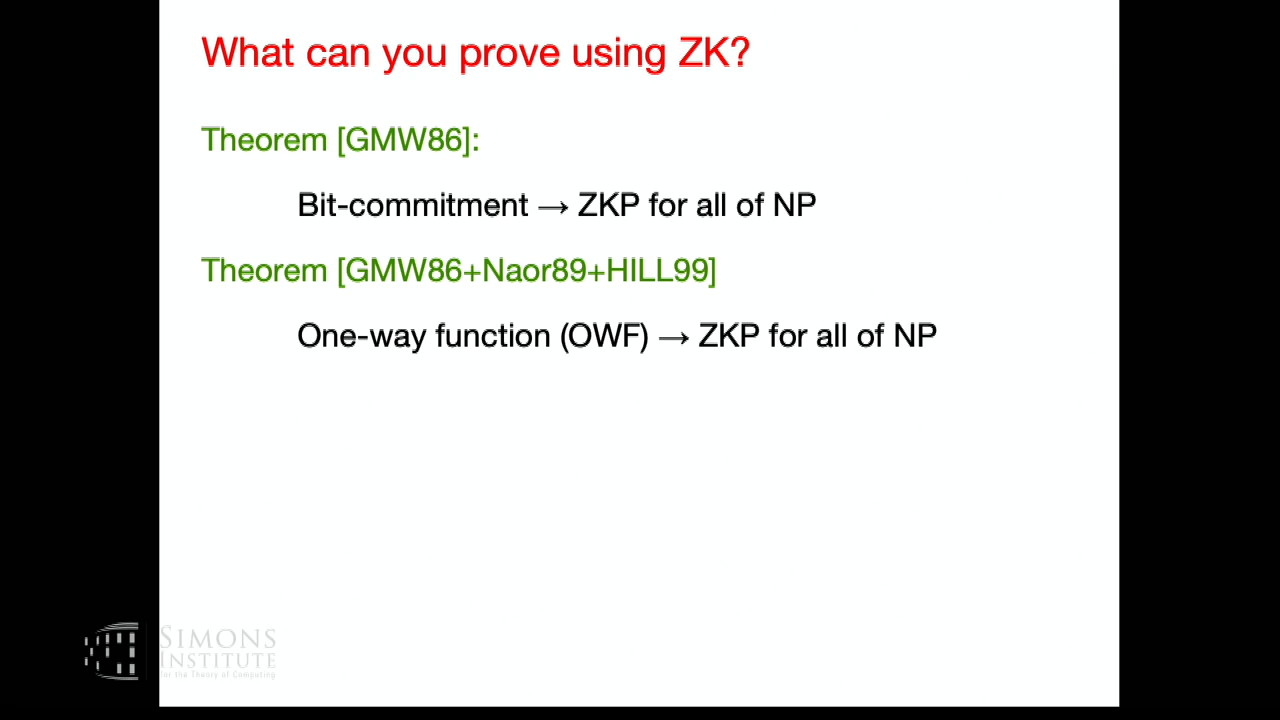 What can you prove using ZK?
Theorem [GMW86]:
Bit-commitment → ZKP for all of NP
Theorem [GMW86+Naor89+HILL99]
One-way function (OWF) → ZKP for all of NP
SIMONS
INSTITUTE
for the Theory of Computing